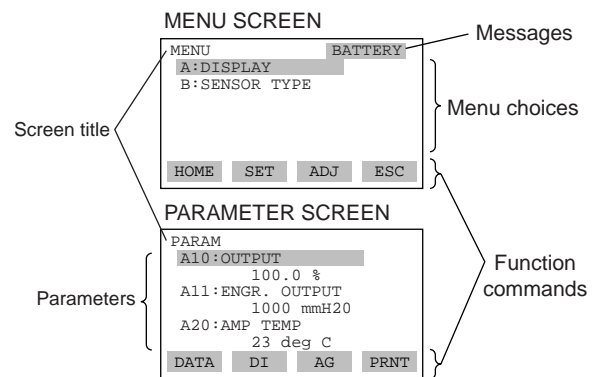 MENU SCREEN
Messages
MENU BATTERY
A:DISPLAY
B:SENSOR TYPE
Menu choices
Screen title
HOME SET ADJ ESC
PARAMETER SCREEN
PARAM
A10:OUTPUT
100.0 %
A11:ENGR. OUTPUT
1000 mmH20
A20:AMP TEMP
23 deg C
Parameters
Function
commands
DATA DI AG PRNT